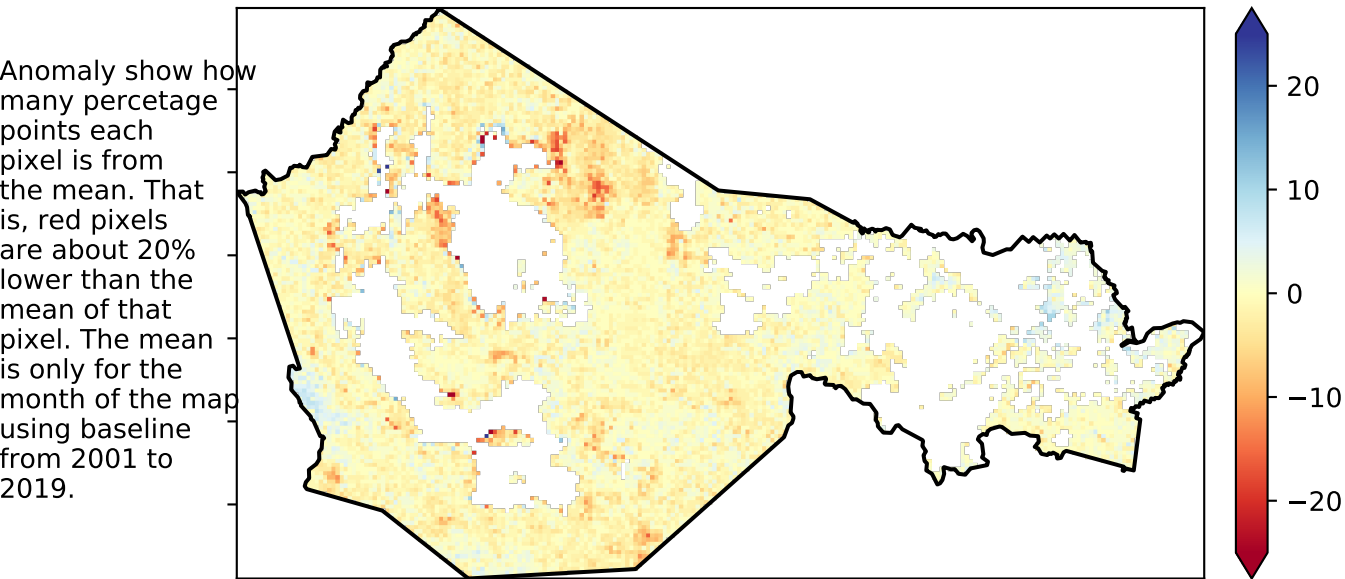 Anomaly show how
many percetage
points each
pixel is from
the mean. That
is, red pixels
are about 20%
lower than the
mean of that
pixel. The mean
is only for the
month of the map
using baseline
from 2001 to
2019.
20
10
0
−10
−20